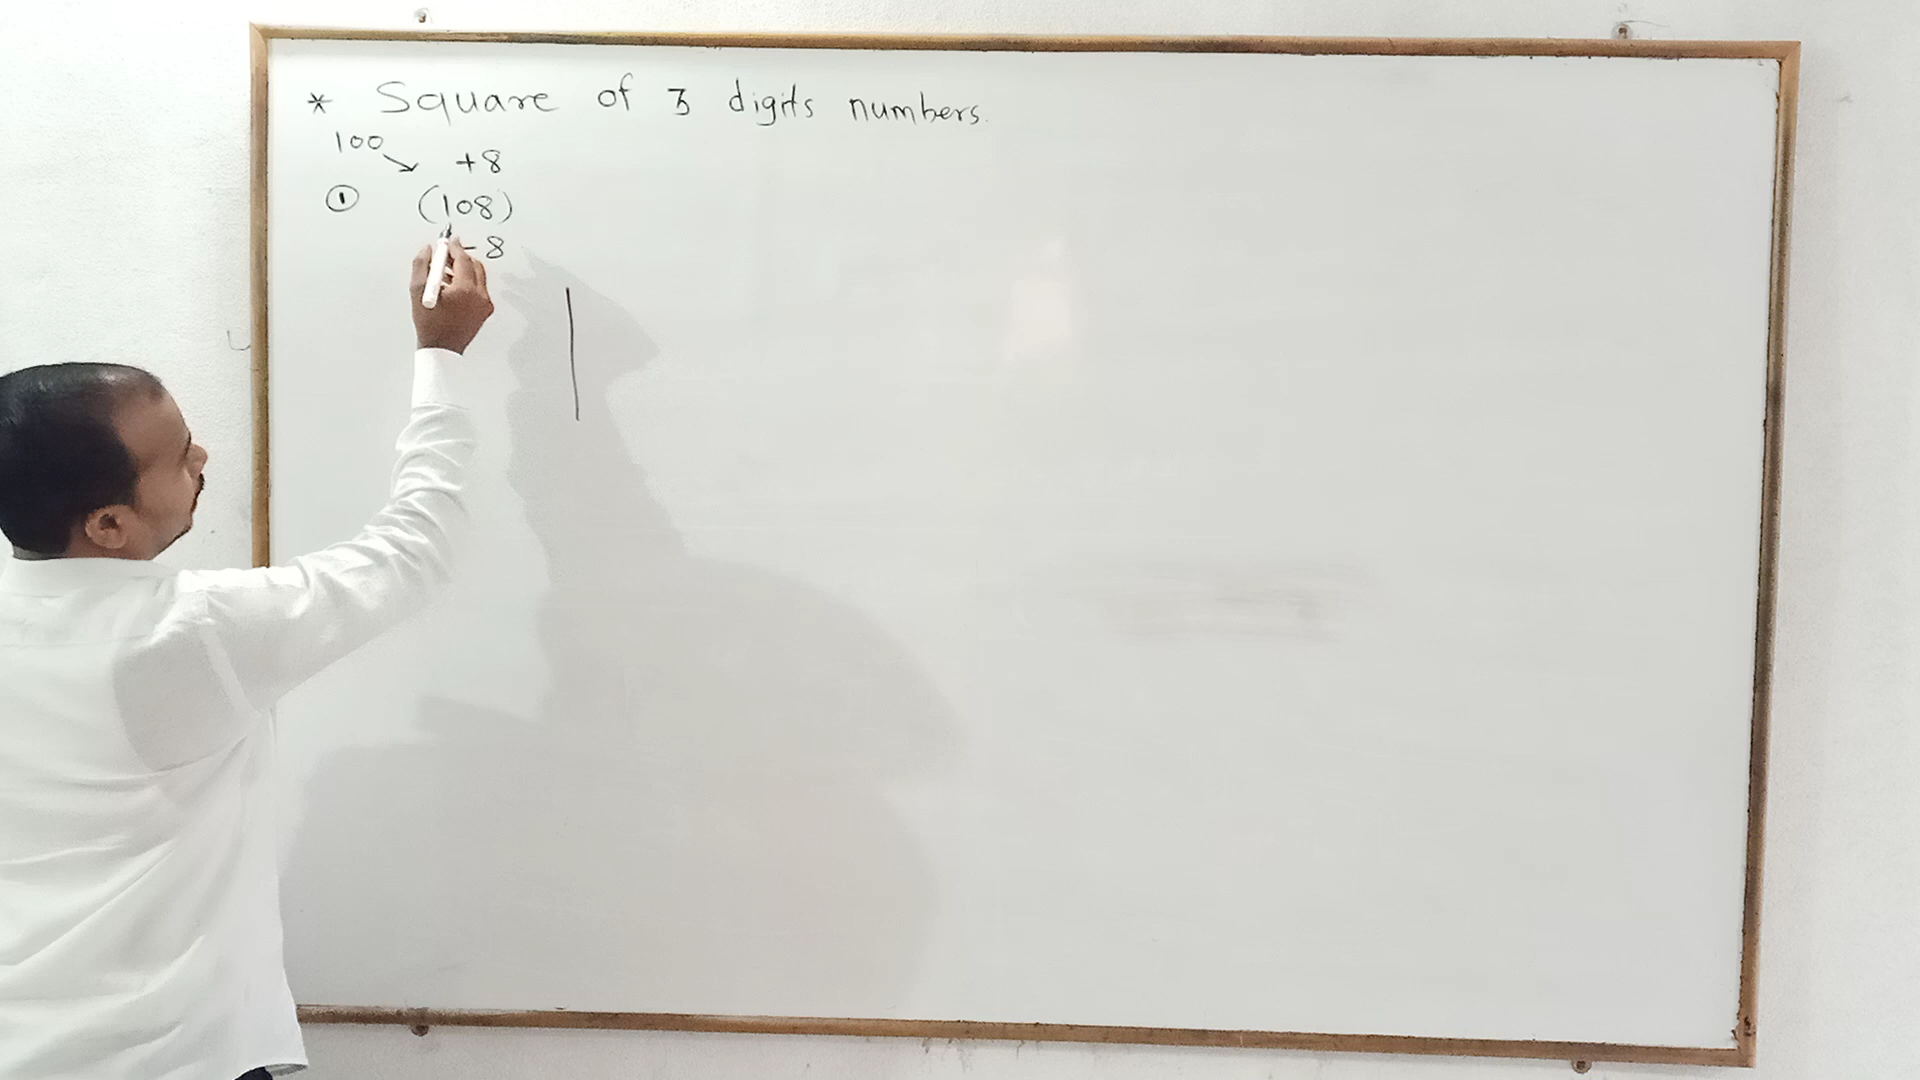 * Square of 3 digits numbers.
100
+8
① (108)
-8